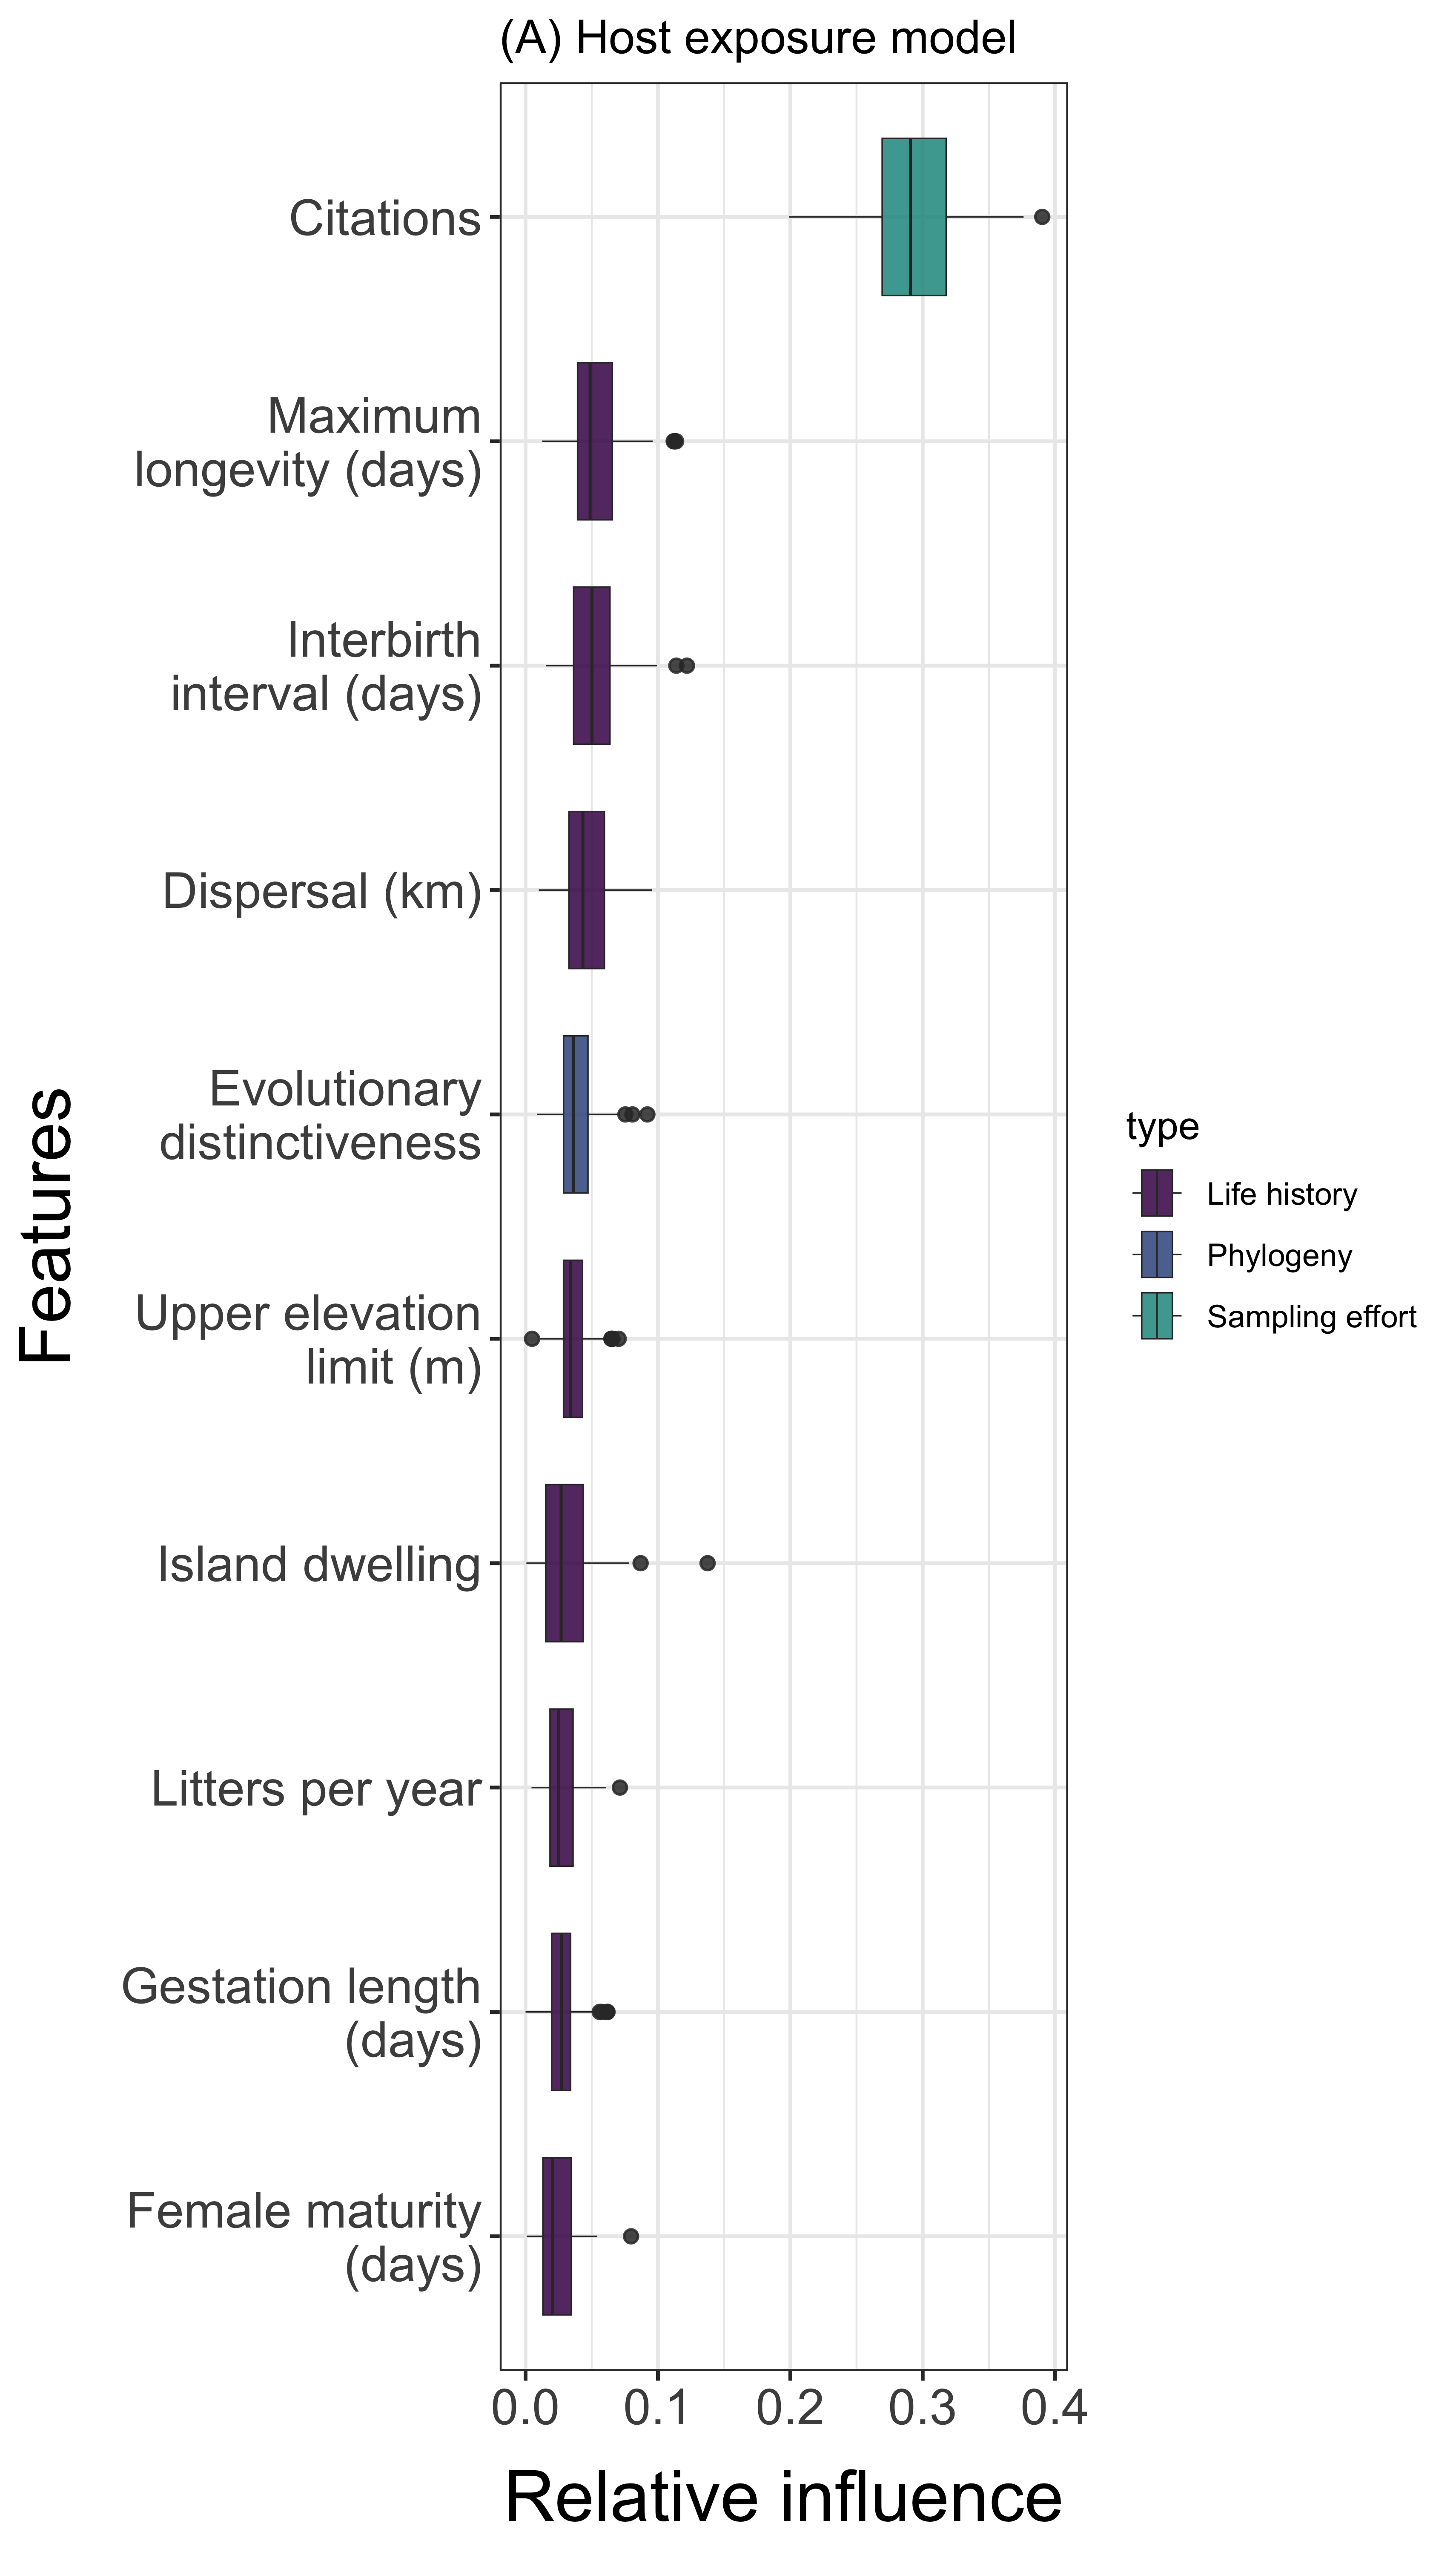 (A) Host exposure model
Citations
Maximum
longevity (days)
Interbirth
interval (days)
Dispersal (km)
Evolutionary
distinctiveness
Upper elevation
limit (m)
Island dwelling
Litters per year
Gestation length
(days)
Female maturity
(days)
Features
0.0 0.1 0.2 0.3 0.4
Relative influence
type
Life history
Phylogeny
Sampling effort